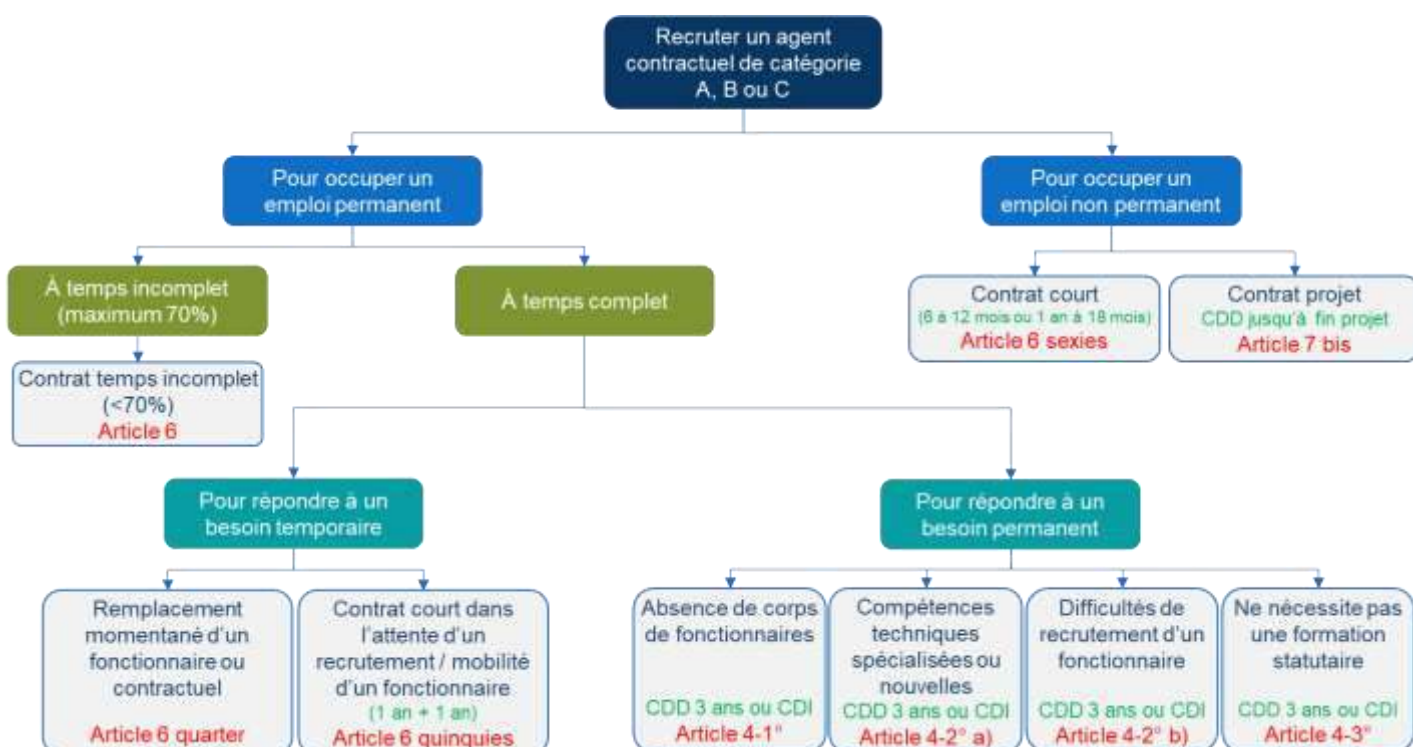 Recruter un agent
contractuel de catégorie
A, B ou C
Pour occuper un
emploi permanent
Pour occuper un
emploi non permanent
À temps incomplet
(maximum 70%)
À temps complet
Contrat court
(6 à 12 mois ou 1 an à 18 mois)
Article 6 sexies
Contrat projet
CDD jusqu'à fin projet
Article 7 bis
Contrat temps incomplet
(<70%)
Article 6
Pour répondre à un
besoin temporaire
Pour répondre à un
besoin permanent
Remplacement
momentané d'un
fonctionnaire ou
contractuel
Article 6 quarter
Contrat court dans
l'attente d'un
recrutement / mobilité
d'un fonctionnaire
(1 an + 1 an)
Article 6 quinquies
Absence de corps
de fonctionnaires
CDD 3 ans ou CDI
Article 4-1°
Compétences
techniques
spécialisées ou
nouvelles
CDD 3 ans ou CDI
Article 4-2° a)
Difficultés de
recrutement d'un
fonctionnaire
CDD 3 ans ou CDI
Article 4-2° b)
Ne nécessite pas
une formation
statutaire
CDD 3 ans ou CDI
Article 4-3°